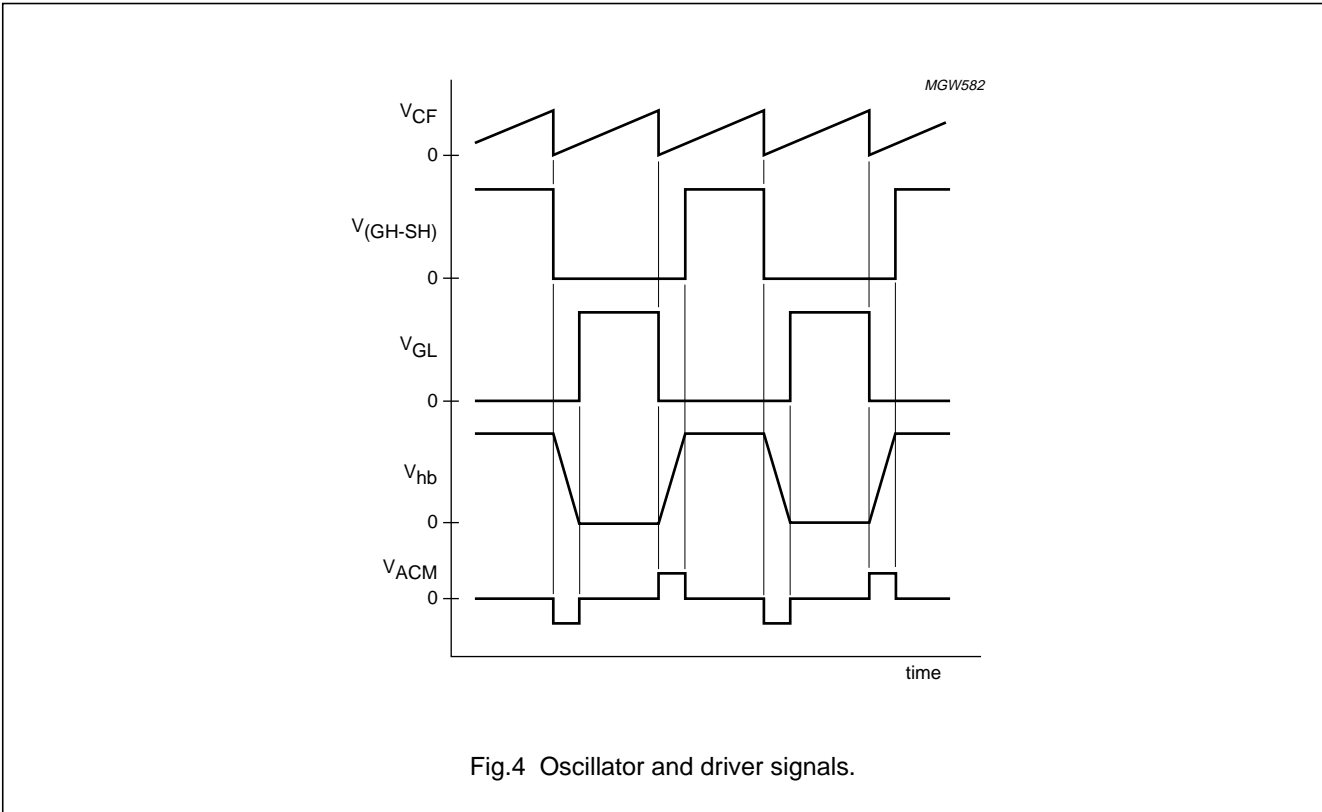 MGW582
VCF
0
V(GH-SH)
0
VGL
0
Vhb
0
VACM
0
time
Fig.4 Oscillator and driver signals.